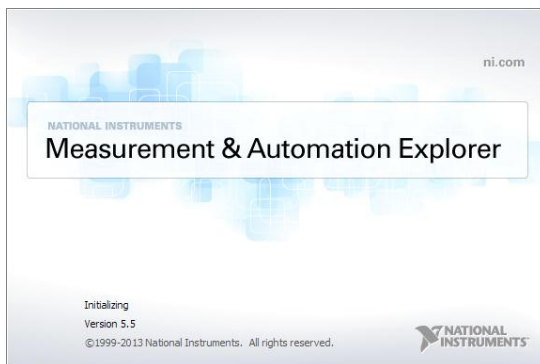 ni.com
NATIONAL INSTRUMENTS
Measurement & Automation Explorer
Initializing
Version 5.5
©1999-2013 National Instruments. All rights reserved.
NATIONAL
INSTRUMENTS™